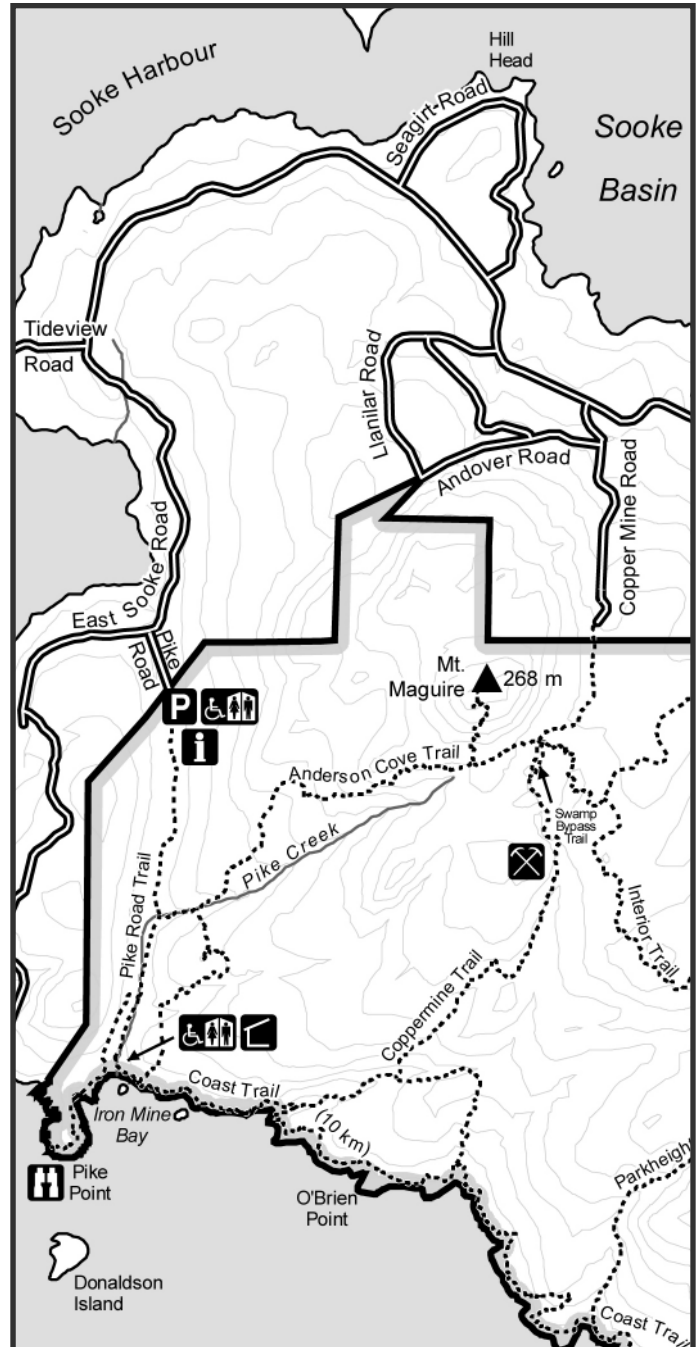 Hill
Head
Sooke Harbour
Seagirt-Road
Sooke
Basin
Tideview
Road
Llanilar Road
Andover Road
Copper Mine Road
East Sooke Road
Pike
Road
Mt.
Maguire
268 m
P
i
Anderson Cove Trail
Swamp
Bypass
Trail
Pike Creek
Pike Road Trail
Interior Trail
Coppermine Trail
Coast Trail
(10 km)
Iron Mine
Bay
Pike
Point
O'Brien
Point
Parkheigh
Donaldson
Island
Coast Trail